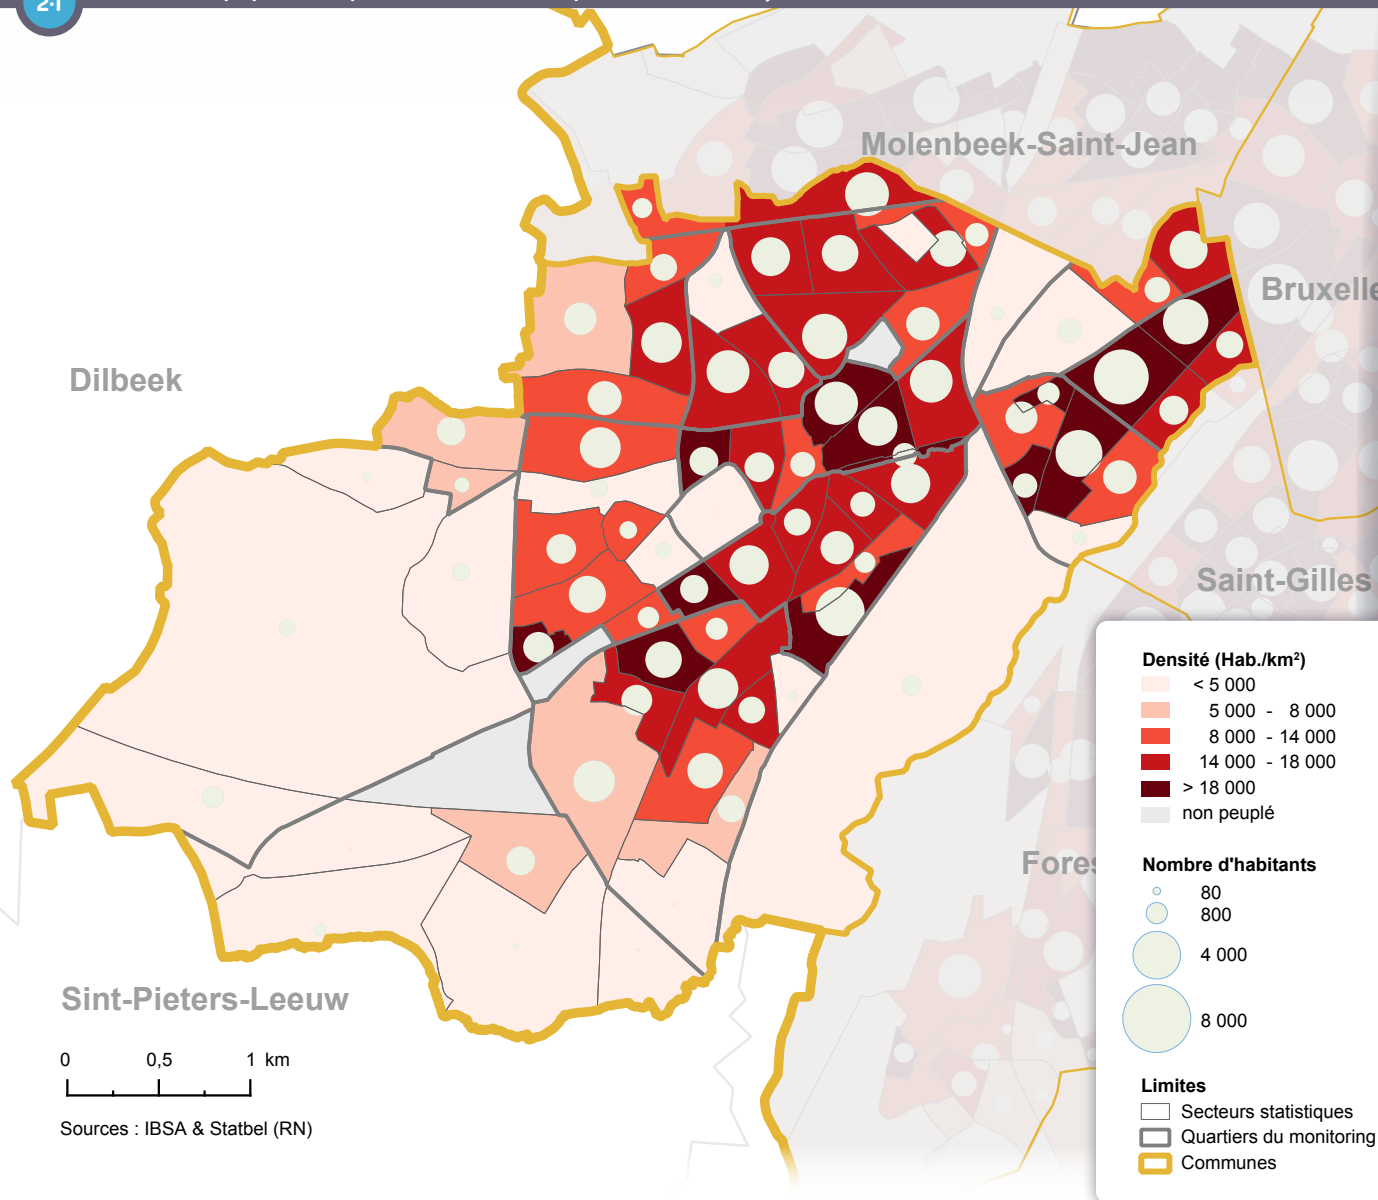 2.1
Molenbeek-Saint-Jean
Bruxelle
Dilbeek
Saint-Gilles
Fores
Sint-Pieters-Leeuw
0 0,5 1 km
Sources : IBSA & Statbel (RN)
Densité (Hab./km²)
< 5 000
5 000 - 8 000
8 000 - 14 000
14 000 - 18 000
> 18 000
non peuplé
Nombre d'habitants
80
800
4 000
8 000
Limites
Secteurs statistiques
Quartiers du monitoring
Communes